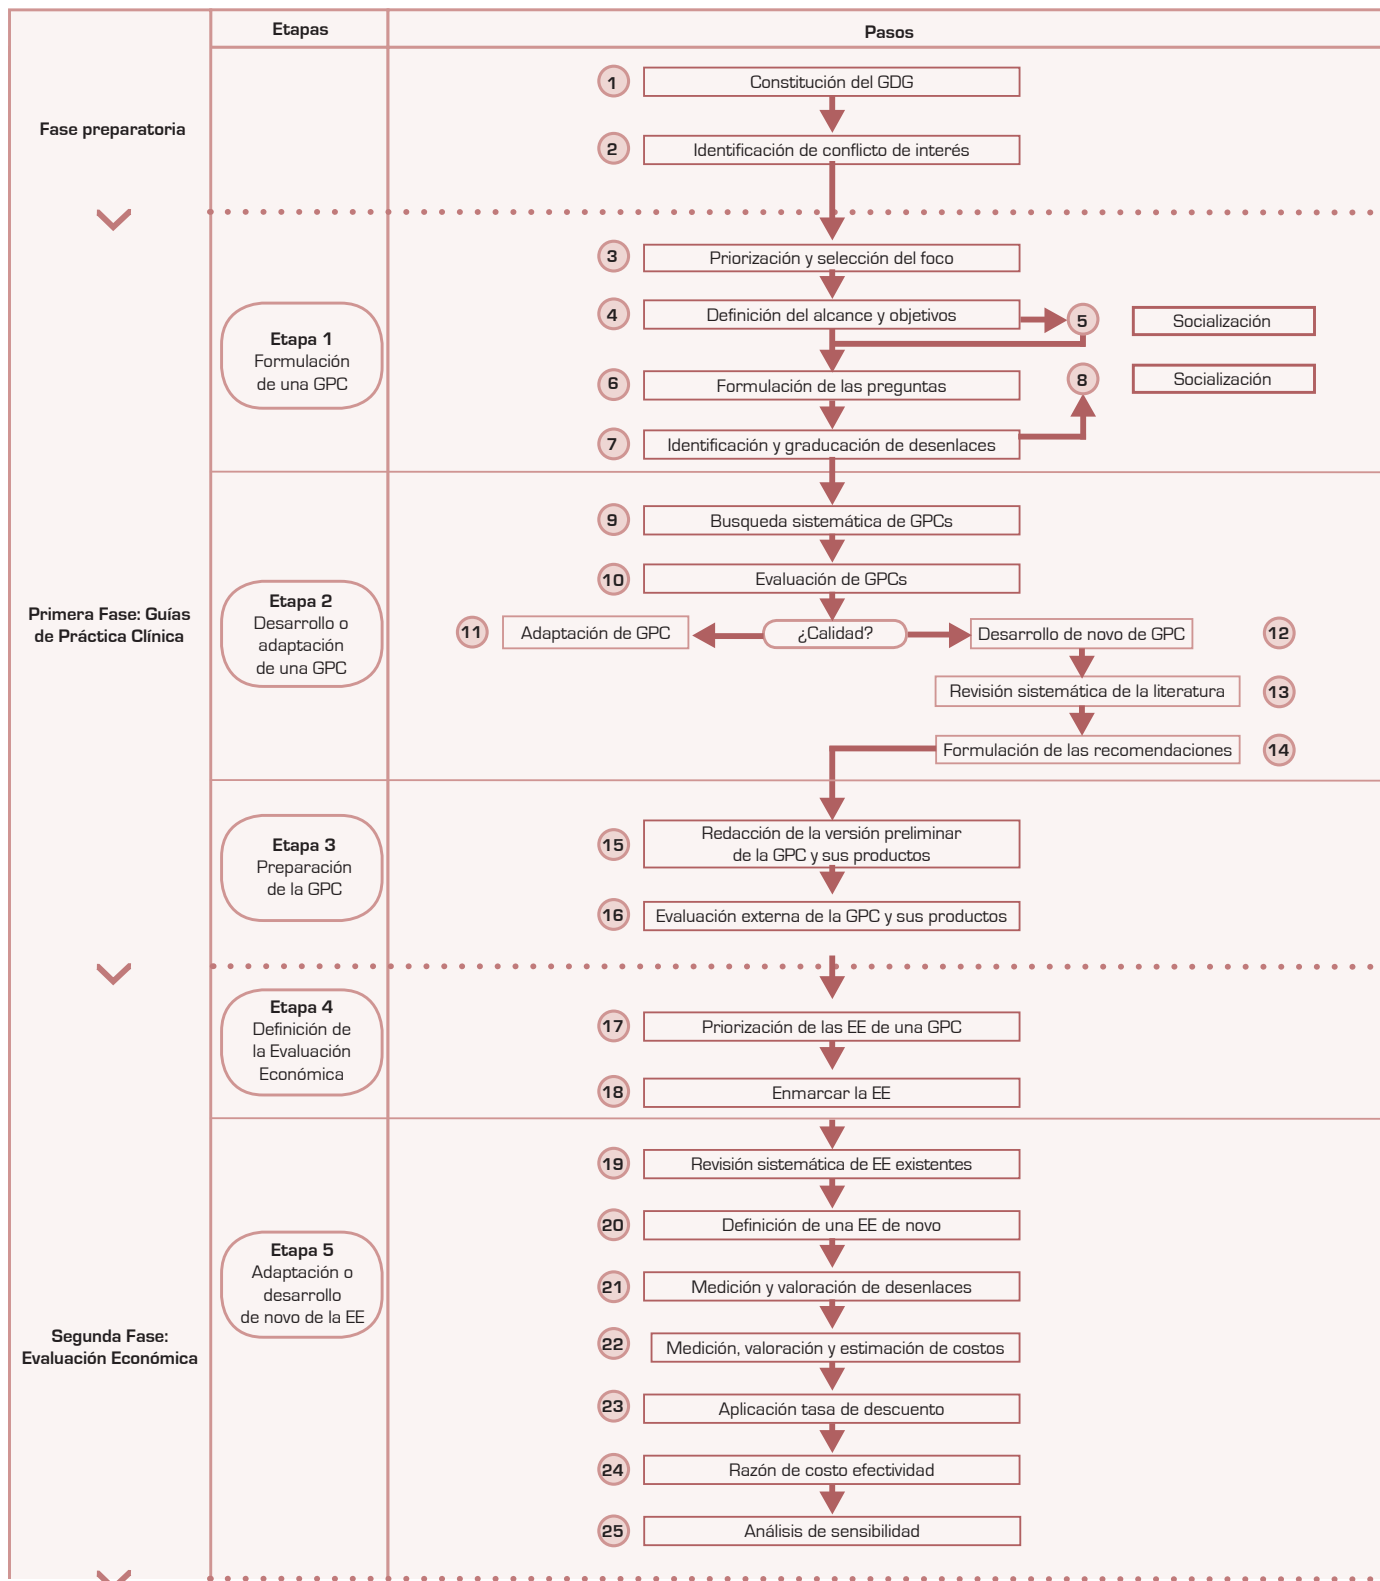 Etapas
Pasos
Fase preparatoria
1
Constitución del GDG
2
Identificación de conflicto de interés
Primera Fase: Guías
de Práctica Clínica
Etapa 1
Formulación
de una GPC
3
Priorización y selección del foco
4
Definición del alcance y objetivos
5
Socialización
6
Formulación de las preguntas
8
Socialización
7
Identificación y graducación de desenlaces
Etapa 2
Desarrollo o
adaptación
de una GPC
9
Busqueda sistemática de GPCs
10
Evaluación de GPCs
11
Adaptación de GPC
¿Calidad?
Desarrollo de novo de GPC
12
Revisión sistemática de la literatura
13
Formulación de las recomendaciones
14
Etapa 3
Preparación
de la GPC
15
Redacción de la versión preliminar
de la GPC y sus productos
16
Evaluación externa de la GPC y sus productos
Segunda Fase:
Evaluación Económica
Etapa 4
Definición de
la Evaluación
Económica
17
Priorización de las EE de una GPC
18
Enmarcar la EE
Etapa 5
Adaptación o
desarrollo
de novo de la EE
19
Revisión sistemática de EE existentes
20
Definición de una EE de novo
21
Medición y valoración de desenlaces
22
Medición, valoración y estimación de costos
23
Aplicación tasa de descuento
24
Razón de costo efectividad
25
Análisis de sensibilidad